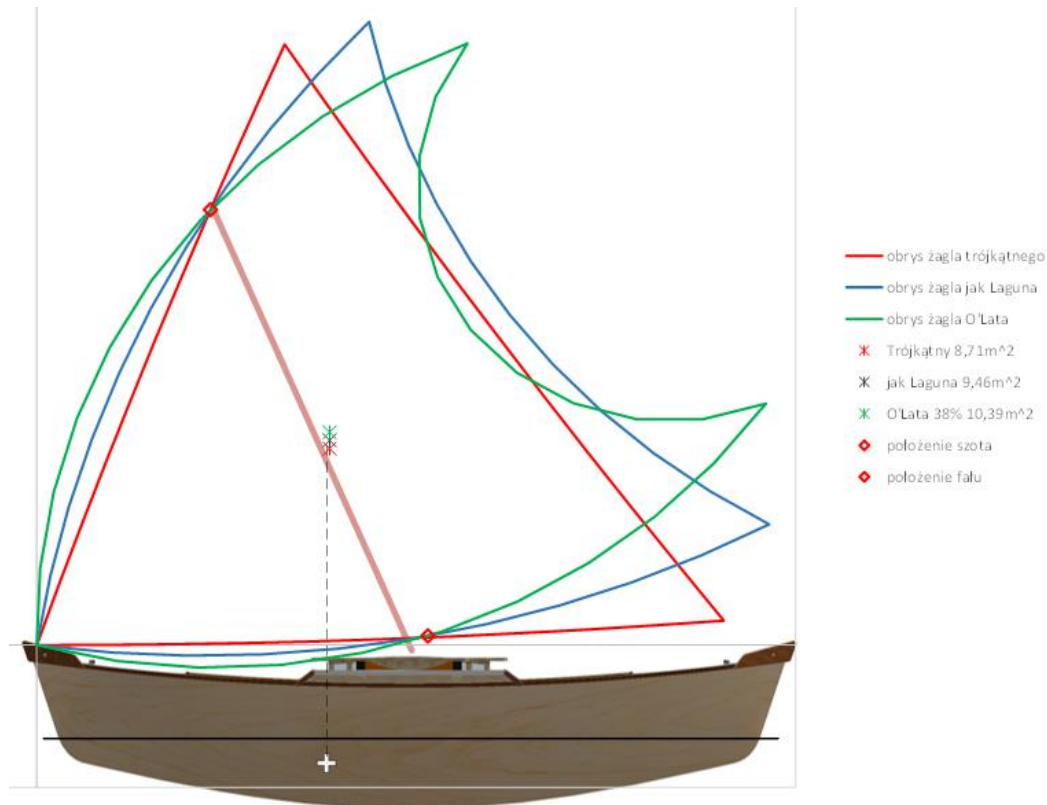 obrys żagla trójkątnego
obrys żagla jak Laguna
obrys żagla O'Lata
Trójkątny 8,71m^2
jak Laguna 9,46m^2
O'Lata 38% 10,39m^2
położenie szota
położenie fału